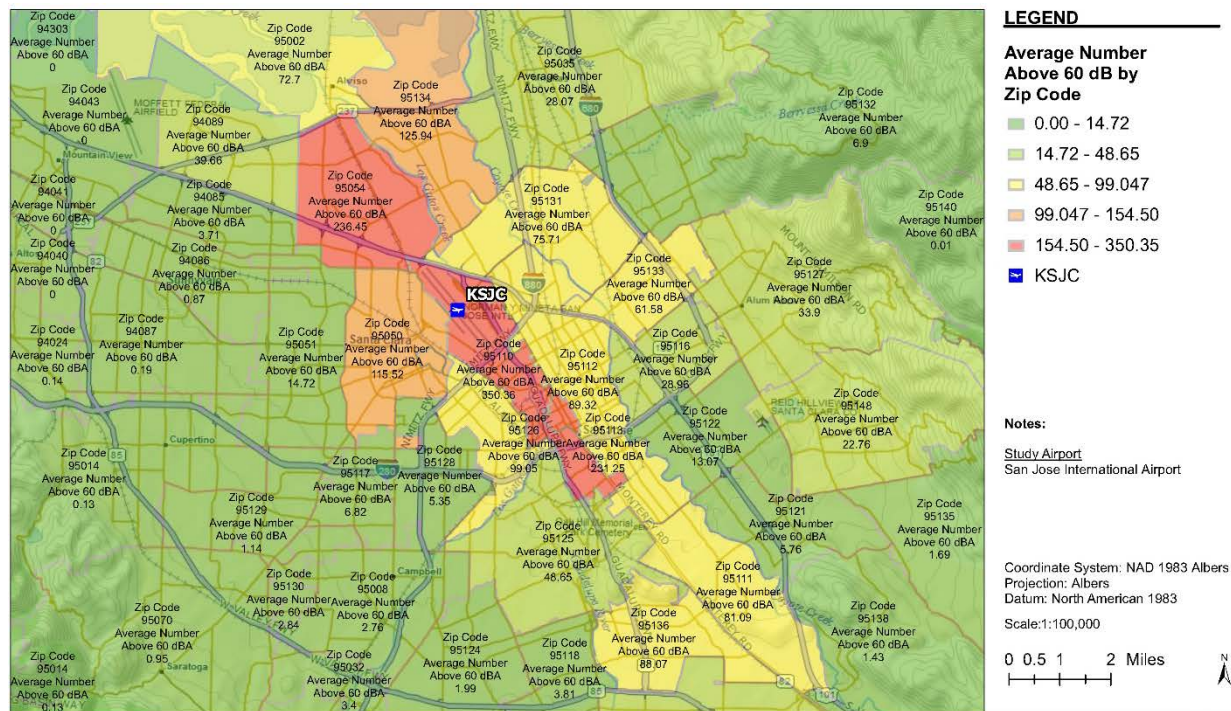 Zip Code
94303
Average Number
Above 60 dBA
0
Zip Code
95002
Average Number
Above 60 dBA
72.7
Alviso
Zip Code
95035
Average Number
Above 60 dBA
28.07
Zip Code
95134
Average Number
Above 60 dBA
125.94
NIMITZ FWY
680
Zip Code
95132
Average Number
Above 60 dBA
6.9
Zip Code
94043
Average Number
Above 60 dBA
0
MOFFETT FEDERAL
AIRFIELD
Zip Code
94089
Average Number
Above 60 dBA
39.66
237
Mountain View
Zip Code
94041
Average Number
Above 60 dBA
0
Zip Code
94085
Average Number
Above 60 dBA
3.71
Zip Code
95054
Average Number
Above 60 dBA
236.45
Zip Code
95131
Average Number
Above 60 dBA
75.71
Zip Code
95140
Average Number
Above 60 dBA
0.01
Zip Code
94040
Average Number
Above 60 dBA
0
82
Zip Code
94086
Average Number
Above 60 dBA
0.87
Zip Code
95133
Average Number
Above 60 dBA
61.58
Zip Code
95127
Average Number
Above 60 dBA
33.9
880
KSJC
Zip Code
94024
Average Number
Above 60 dBA
0.14
Zip Code
94087
Average Number
Above 60 dBA
0.19
Zip Code
95051
Average Number
Above 60 dBA
14.72
Zip Code
95050
Santa Clara
Average Number
Above 60 dBA
115.52
Zip Code
95110
Average Number
Above 60 dBA
350.36
Zip Code
95112
Average Number
Above 60 dBA
89.32
Zip Code
95116
Average Number
Above 60 dBA
28.96
Zip Code
95148
Average Number
Above 60 dBA
22.76
REID HILLVIEW
Zip Code
95126
Average Number
Above 60 dBA
99.05
Zip Code
95113
Average Number
Above 60 dBA
231.25
Zip Code
95122
Average Number
Above 60 dBA
13.07
Cupertino
85
Zip Code
95014
Average Number
Above 60 dBA
0.13
Zip Code
95117
Average Number
Above 60 dBA
6.82
280
Zip Code
95128
Average Number
Above 60 dBA
5.35
Zip Code
95129
Average Number
Above 60 dBA
1.14
Zip Code
95125
Average Number
Above 60 dBA
48.65
MONTEREY RD
Zip Code
95121
Average Number
Above 60 dBA
5.76
Zip Code
95135
Average Number
Above 60 dBA
1.69
Zip Code
95130
Average Number
Above 60 dBA
2.84
Campbell
Zip Code
95008
Average Number
Above 60 dBA
2.76
Zip Code
95111
Average Number
Above 60 dBA
81.09
Zip Code
95070
Average Number
Above 60 dBA
0.95
Saratoga
Zip Code
95136
Average Number
Above 60 dBA
88.07
Zip Code
95138
Average Number
Above 60 dBA
1.43
Zip Code
95014
Average Number
Above 60 dBA
0.13
Zip Code
95032
Average Number
Above 60 dBA
3.4
Zip Code
95124
Average Number
Above 60 dBA
1.99
Zip Code
95118
Average Number
Above 60 dBA
3.81
85
82
101
LEGEND
Average Number
Above 60 dB by
Zip Code
0.00 - 14.72
14.72 - 48.65
48.65 - 99.047
99.047 - 154.50
154.50 - 350.35
KSJC
Notes:
Study Airport
San Jose International Airport
Coordinate System: NAD 1983 Albers
Projection: Albers
Datum: North American 1983
Scale:1:100,000
0 0.5 1 2 Miles
N